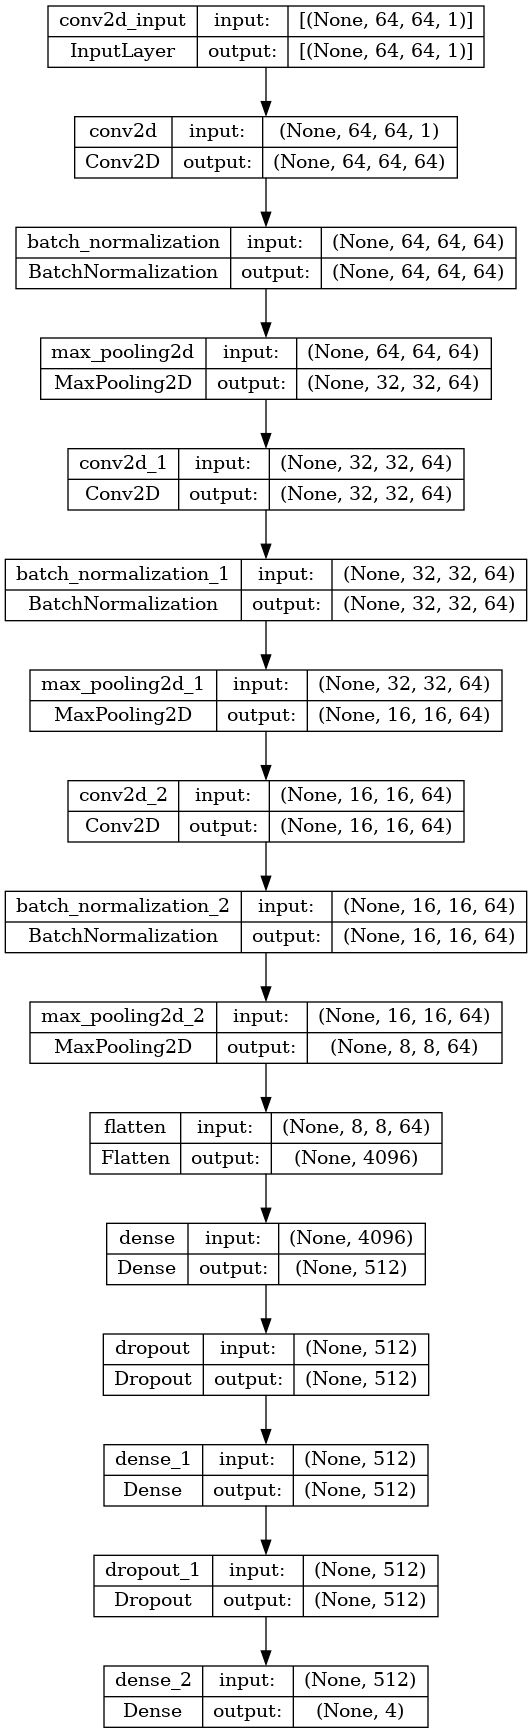 conv2d_input input: [(None, 64, 64, 1)]
InputLayer output: [(None, 64, 64, 1)]
conv2d input: (None, 64, 64, 1)
Conv2D output: (None, 64, 64, 64)
batch_normalization input: (None, 64, 64, 64)
BatchNormalization output: (None, 64, 64, 64)
max_pooling2d input: (None, 64, 64, 64)
MaxPooling2D output: (None, 32, 32, 64)
conv2d_1 input: (None, 32, 32, 64)
Conv2D output: (None, 32, 32, 64)
batch_normalization_1 input: (None, 32, 32, 64)
BatchNormalization output: (None, 32, 32, 64)
max_pooling2d_1 input: (None, 32, 32, 64)
MaxPooling2D output: (None, 16, 16, 64)
conv2d_2 input: (None, 16, 16, 64)
Conv2D output: (None, 16, 16, 64)
batch_normalization_2 input: (None, 16, 16, 64)
BatchNormalization output: (None, 16, 16, 64)
max_pooling2d_2 input: (None, 16, 16, 64)
MaxPooling2D output: (None, 8, 8, 64)
flatten input: (None, 8, 8, 64)
Flatten output: (None, 4096)
dense input: (None, 4096)
Dense output: (None, 512)
dropout input: (None, 512)
Dropout output: (None, 512)
dense_1 input: (None, 512)
Dense output: (None, 512)
dropout_1 input: (None, 512)
Dropout output: (None, 512)
dense_2 input: (None, 512)
Dense output: (None, 4)